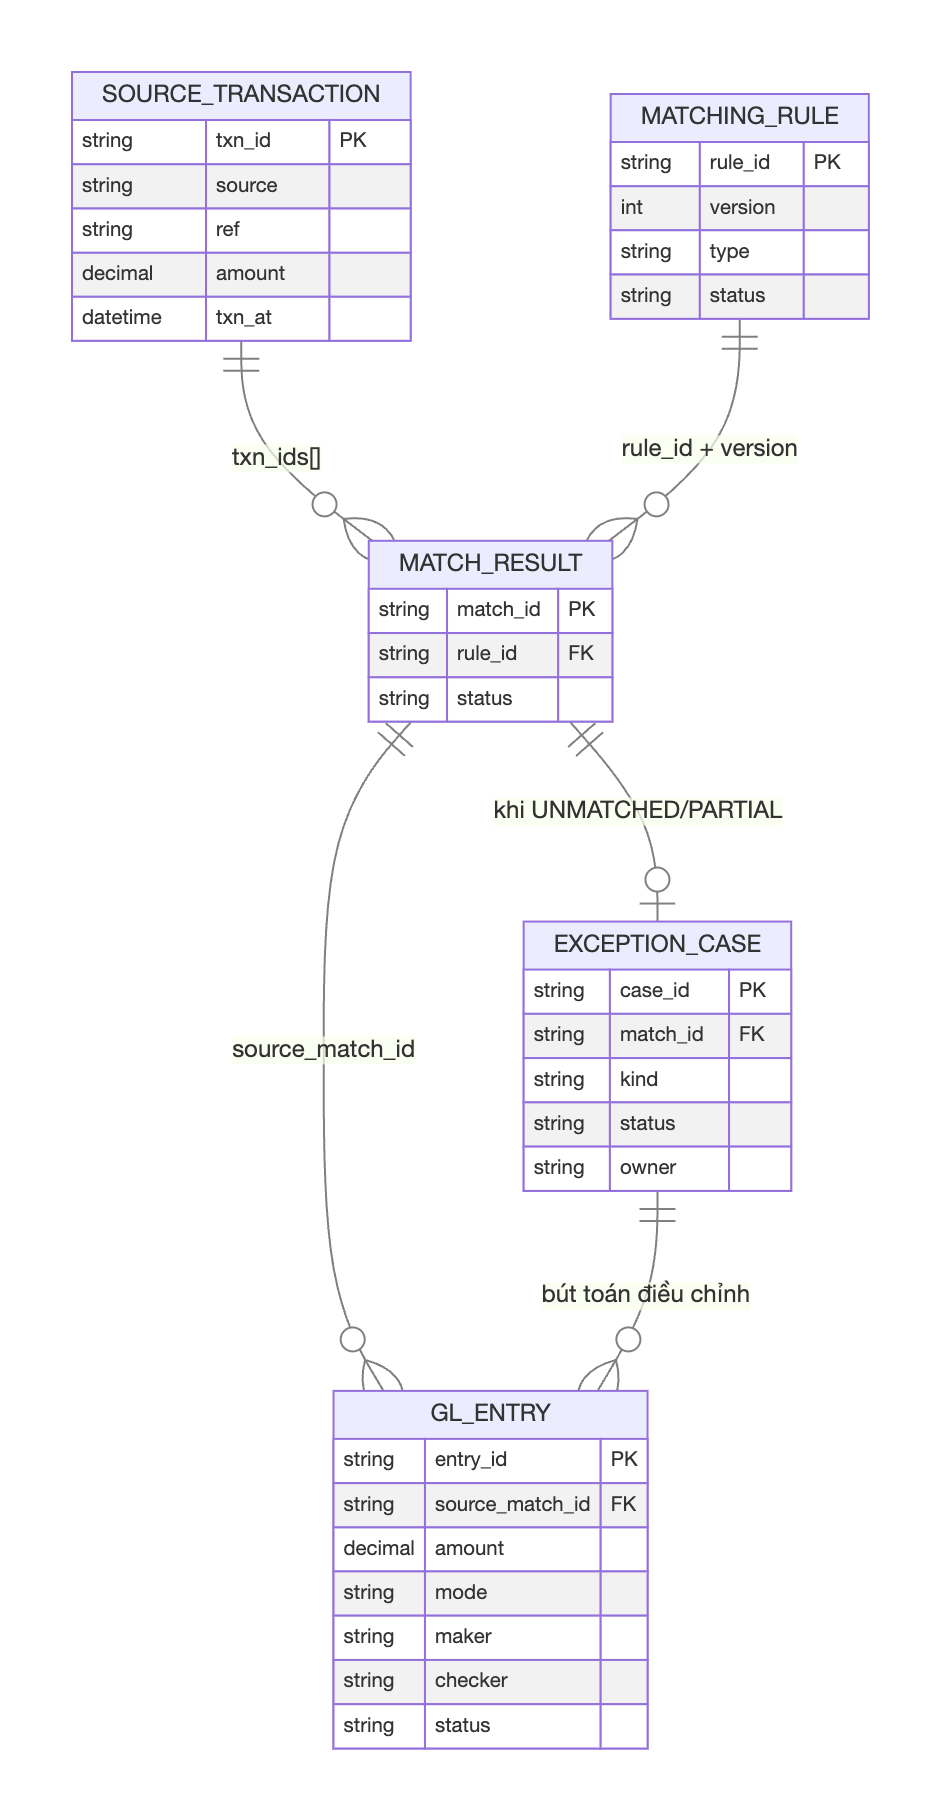 SOURCE_TRANSACTION
string txn_id PK
string source
string ref
decimal amount
datetime txn_at
MATCHING_RULE
string rule_id PK
int version
string type
string status
txn_ids[]
rule_id + version
MATCH_RESULT
string match_id PK
string rule_id FK
string status
khi UNMATCHED/PARTIAL
EXCEPTION_CASE
string case_id PK
string match_id FK
string kind
string status
string owner
source_match_id
bút toán điều chỉnh
GL_ENTRY
string entry_id PK
string source_match_id FK
decimal amount
string mode
string maker
string checker
string status